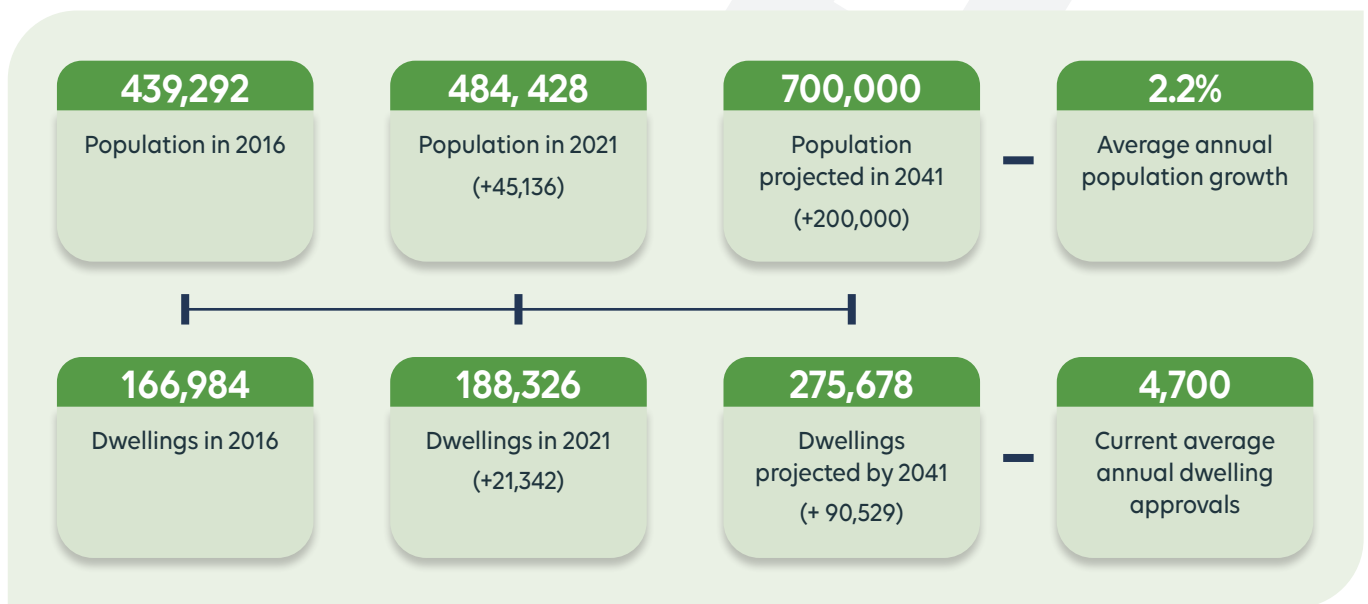 439,292
Population in 2016
484, 428
Population in 2021
(+45,136)
700,000
Population
projected in 2041
(+200,000)
2.2%
Average annual
population growth
166,984
Dwellings in 2016
188,326
Dwellings in 2021
(+21,342)
275,678
Dwellings
projected by 2041
(+ 90,529)
4,700
Current average
annual dwelling
approvals